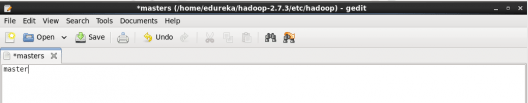 *masters (/home/edureka/hadoop-2.7.3/etc/hadoop) - gedit
File Edit View Search Tools Documents Help
Open Save Undo
*masters
master